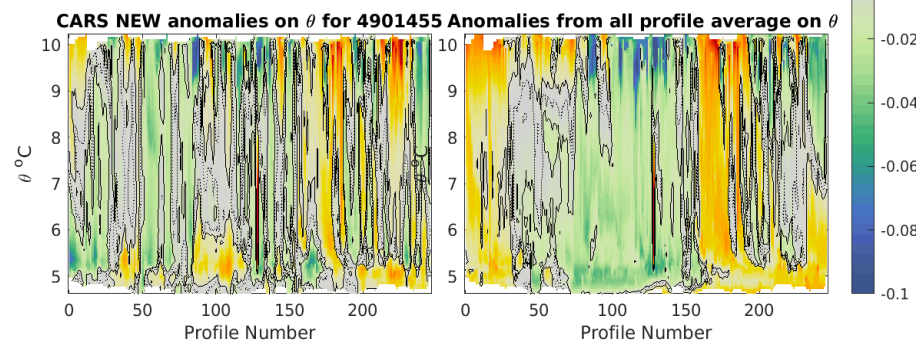 CARS NEW anomalies on θ for 4901455 Anomalies from all profile average on θ
10
9
8
7
6
5
θ °C
0 50 100 150 200
Profile Number
10
9
8
7
6
5
θ °C
0 50 100 150 200
Profile Number
-0.02
-0.04
-0.06
-0.08
-0.1